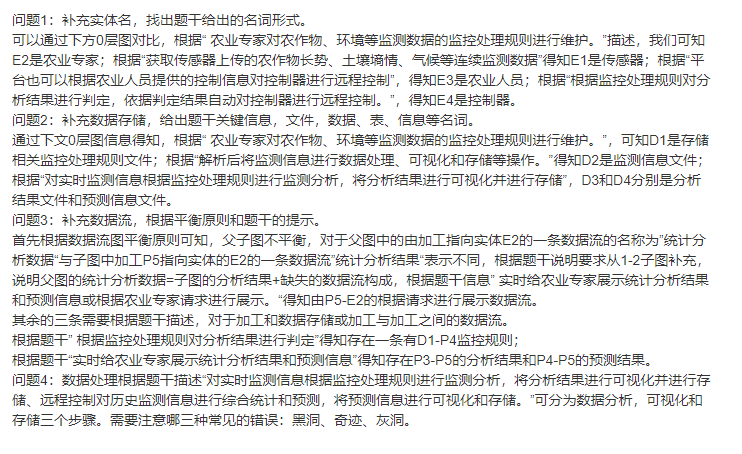 问题1：补充实体名，找出题干给出的名词形式。
可以通过下方0层图对比，根据“ 农业专家对农作物、环境等监测数据的监控处理规则进行维护。”描述，我们可知
E2是农业专家；根据“获取传感器上传的农作物长势、土壤墒情、气候等连续监测数据”得知E1是传感器；根据“平
台也可以根据农业人员提供的控制信息对控制器进行远程控制”，得知E3是农业人员；根据“根据监控处理规则对分
析结果进行判定，依据判定结果自动对控制器进行远程控制。”，得知E4是控制器。
问题2：补充数据存储，给出题干关键信息，文件，数据、表、信息等名词。
通过下文0层图信息得知，根据“ 农业专家对农作物、环境等监测数据的监控处理规则进行维护。”，可知D1是存储
相关监控处理规则文件；根据“解析后将监测信息进行数据处理、可视化和存储等操作。”得知D2是监测信息文件；
根据“对实时监测信息根据监控处理规则进行监测分析，将分析结果进行可视化并进行存储”，D3和D4分别是分析
结果文件和预测信息文件。
问题3：补充数据流，根据平衡原则和题干的提示。
首先根据数据流图平衡原则可知，父子图不平衡，对于父图中的由加工指向实体E2的一条数据流的名称为”统计分
析数据“与子图中加工P5指向实体的E2的一条数据流”统计分析结果“表示不同，根据题干说明要求从1-2子图补充，
说明父图的统计分析数据=子图的分析结果+缺失的数据流构成，根据题干信息” 实时给农业专家展示统计分析结果
和预测信息或根据农业专家请求进行展示。“得知由P5-E2的根据请求进行展示数据流。
其余的三条需要根据题干描述，对于加工和数据存储或加工与加工之间的数据流。
根据题干” 根据监控处理规则对分析结果进行判定”得知存在一条有D1-P4监控规则；
根据题干“实时给农业专家展示统计分析结果和预测信息”得知存在P3-P5的分析结果和P4-P5的预测结果。
问题4：数据处理根据题干描述“对实时监测信息根据监控处理规则进行监测分析，将分析结果进行可视化并进行存
储、远程控制对历史监测信息进行综合统计和预测，将预测信息进行可视化和存储。”可分为数据分析，可视化和
存储三个步骤。需要注意哪三种常见的错误：黑洞、奇迹、灰洞。